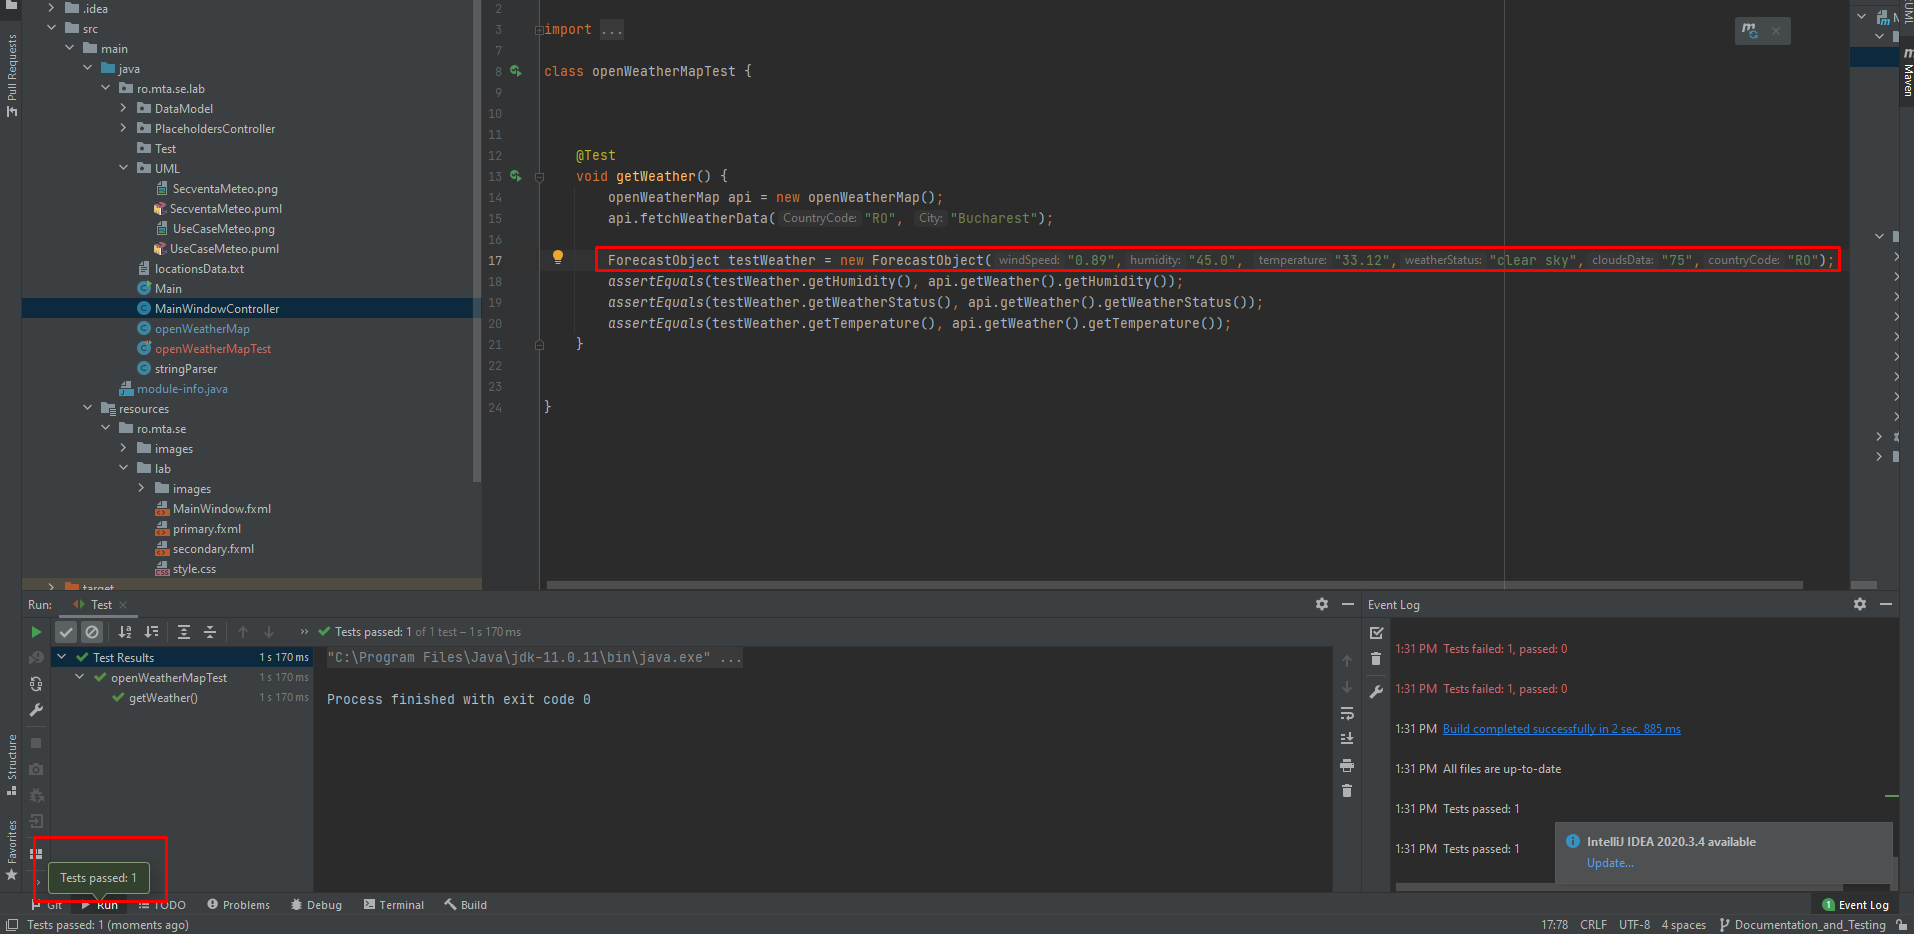 .idea
src
main
java
ro.mta.se.lab
DataModel
PlaceholdersController
Test
UML
SecventaMeteo.png
SecventaMeteo.puml
UseCaseMeteo.png
UseCaseMeteo.puml
locationsData.txt
Main
MainWindowController
openWeatherMap
openWeatherMapTest
stringParser
module-info.java
resources
ro.mta.se
images
lab
images
MainWindow.fxml
primary.fxml
secondary.fxml
style.css
target
Pull Requests
Structure
Favorites
2
3 import ...
7
8 class openWeatherMapTest {
9
10
11
12 @Test
13 void getWeather() {
14 openWeatherMap api = new openWeatherMap();
15 api.fetchWeatherData( CountryCode: "RO", City: "Bucharest");
16
17 ForecastObject testWeather = new ForecastObject( windSpeed: "0.89", humidity: "45.0", temperature: "33.12", weatherStatus: "clear sky", cloudsData: "75", countryCode: "RO");
18 assertEquals(testWeather.getHumidity(), api.getWeather().getHumidity());
19 assertEquals(testWeather.getWeatherStatus(), api.getWeather().getWeatherStatus());
20 assertEquals(testWeather.getTemperature(), api.getWeather().getTemperature());
21 }
22
23
24 }
UML
Maven
Run: Test
Tests passed: 1 of 1 test – 1 s 170 ms
Test Results 1 s 170 ms
openWeatherMapTest 1 s 170 ms
getWeather() 1 s 170 ms
"C:\Program Files\Java\jdk-11.0.11\bin\java.exe" ...
Process finished with exit code 0
Event Log
1:31 PM Tests failed: 1, passed: 0
1:31 PM Tests failed: 1, passed: 0
1:31 PM Build completed successfully in 2 sec, 885 ms
1:31 PM All files are up-to-date
1:31 PM Tests passed: 1
1:31 PM Tests passed: 1
IntelliJ IDEA 2020.3.4 available
Update...
Tests passed: 1
Git Run TODO Problems Debug Terminal Build 1 Event Log
Tests passed: 1 (moments ago) 17:78 CRLF UTF-8 4 spaces Documentation_and_Testing